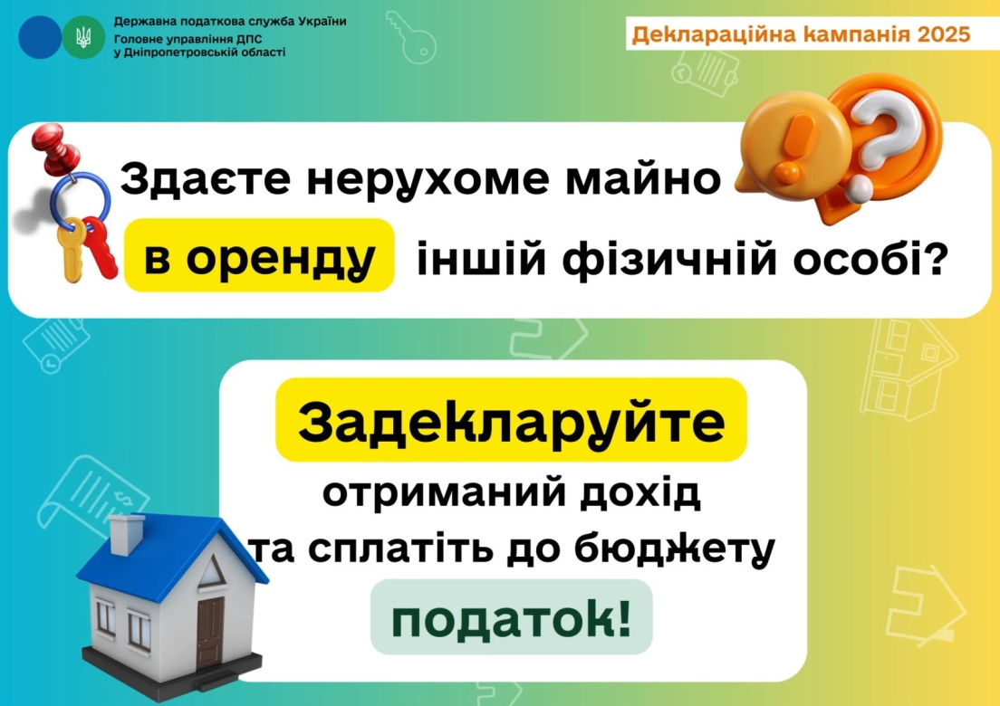 Державна податкова служба України
Головне управління ДПС
у Дніпропетровській області
Деклараційна кампанія 2025
Здаєте нерухоме майно
в оренду іншій фізичній особі?
Задекларуйте
отриманий дохід
та сплатіть до бюджету
податок!